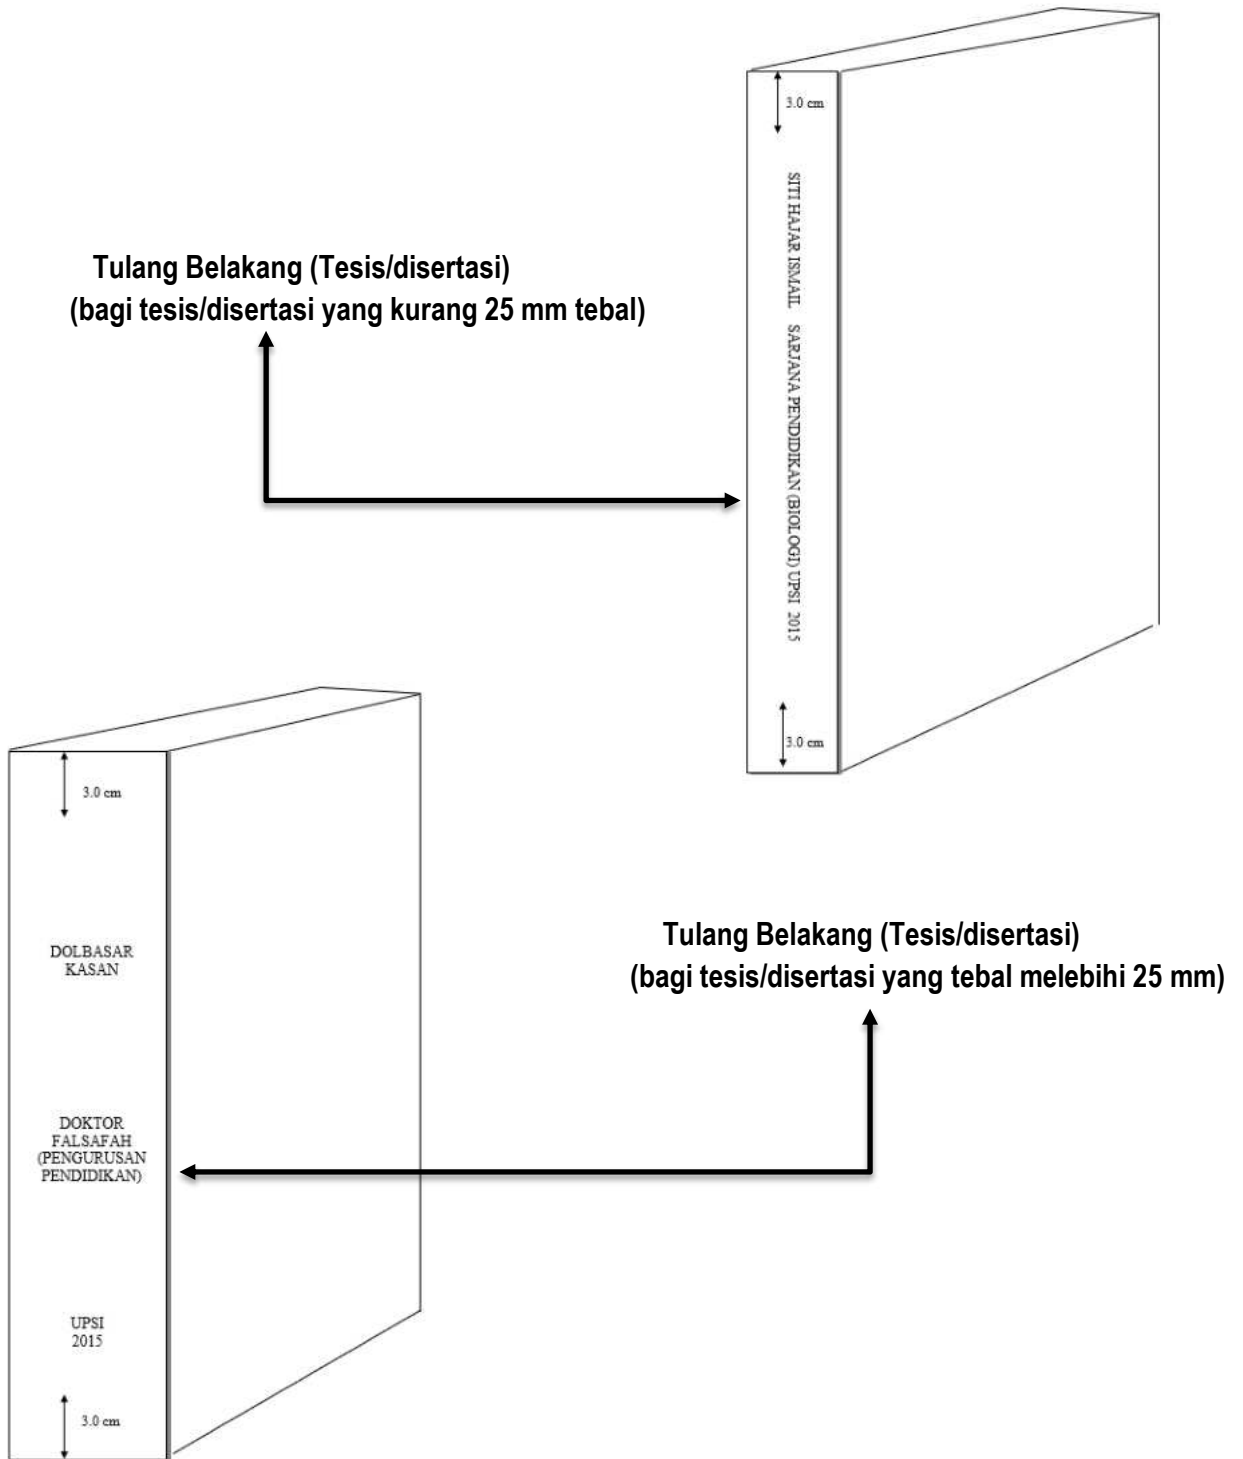 3.0 cm
SITI HAJAR ISMAIL SARJANA PENDIDIKAN (BIOLOGI) UPSI 2015
3.0 cm
Tulang Belakang (Tesis/disertasi)
(bagi tesis/disertasi yang kurang 25 mm tebal)
3.0 cm
DOLBASAR
KASAN
DOKTOR
FALSAFAH
(PENGURUSAN
PENDIDIKAN)
UPSI
2015
3.0 cm
Tulang Belakang (Tesis/disertasi)
(bagi tesis/disertasi yang tebal melebihi 25 mm)